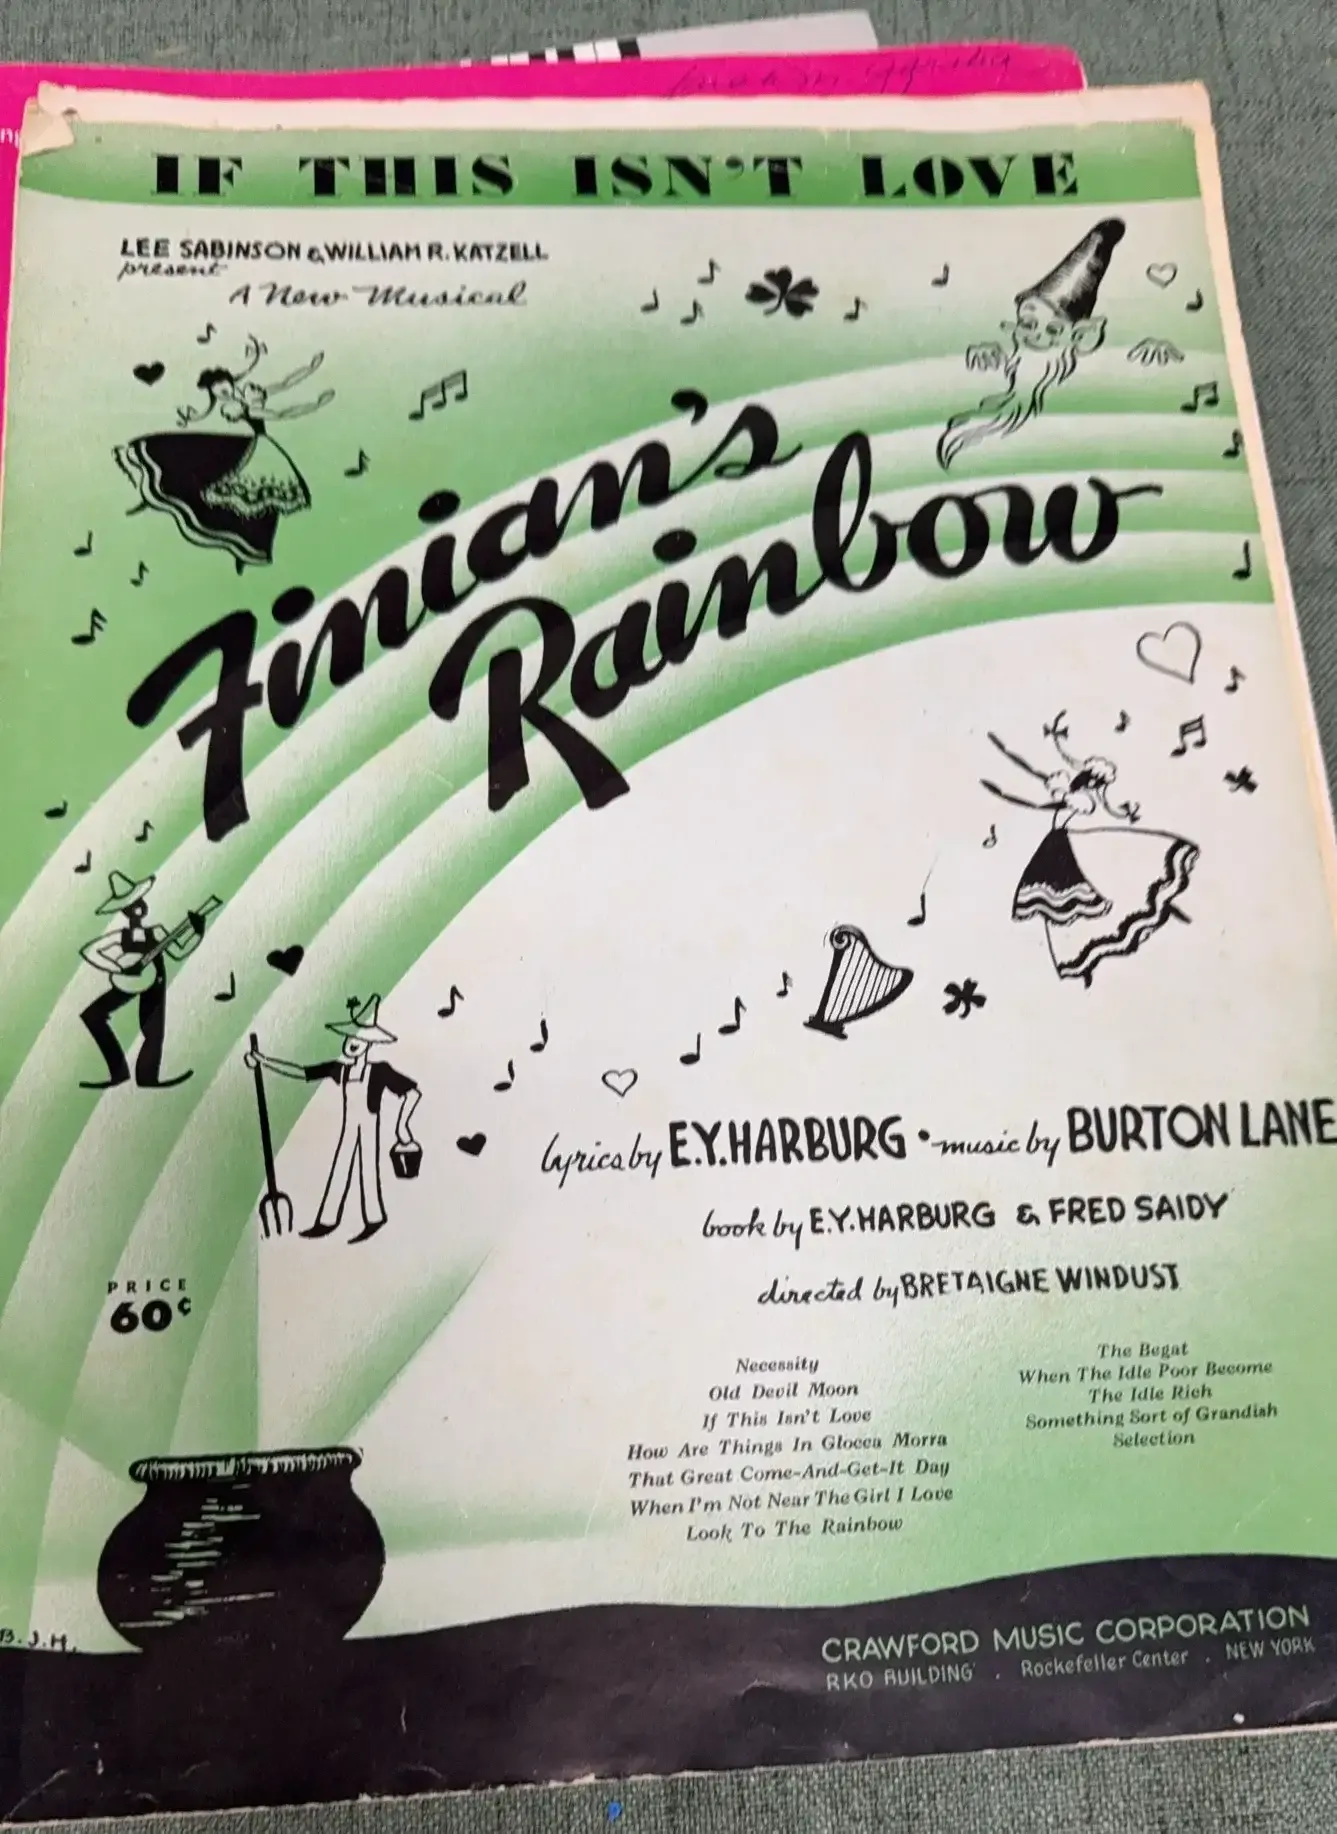 IF THIS ISN'T LOVE
LEE SABINSON & WILLIAM R. KATZELL
present
A New Musical
Finian's
Rainbow
lyrics by E.Y. HARBURG • music by BURTON LANE
book by E.Y. HARBURG & FRED SAIDY
directed by BRETAIGNE WINDUST
PRICE
60¢
Necessity
Old Devil Moon
If This Isn't Love
How Are Things In Glocca Morra
That Great Come-And-Get-It Day
When I'm Not Near The Girl I Love
Look To The Rainbow
The Begat
When The Idle Poor Become
The Idle Rich
Something Sort of Grandish
Selection
B.J.H.
CRAWFORD MUSIC CORPORATION
RKO BUILDING . Rockefeller Center . NEW YORK